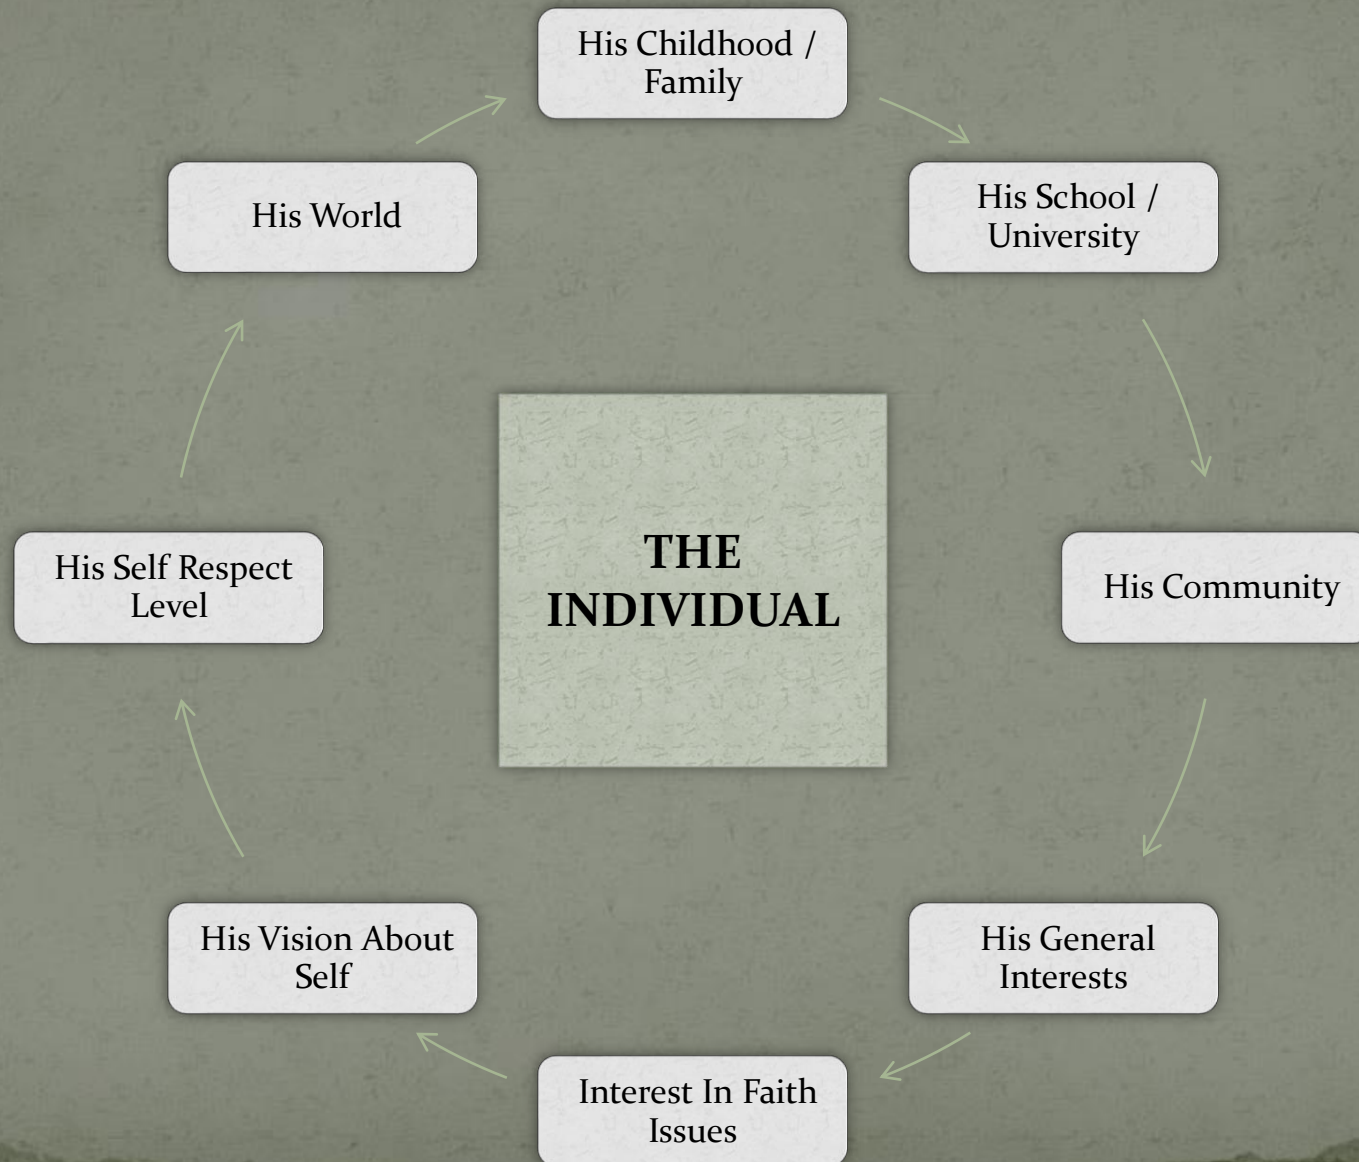 His Childhood /
Family
His School /
University
His Community
His General
Interests
Interest In Faith
Issues
His Vision About
Self
His Self Respect
Level
His World
THE
INDIVIDUAL